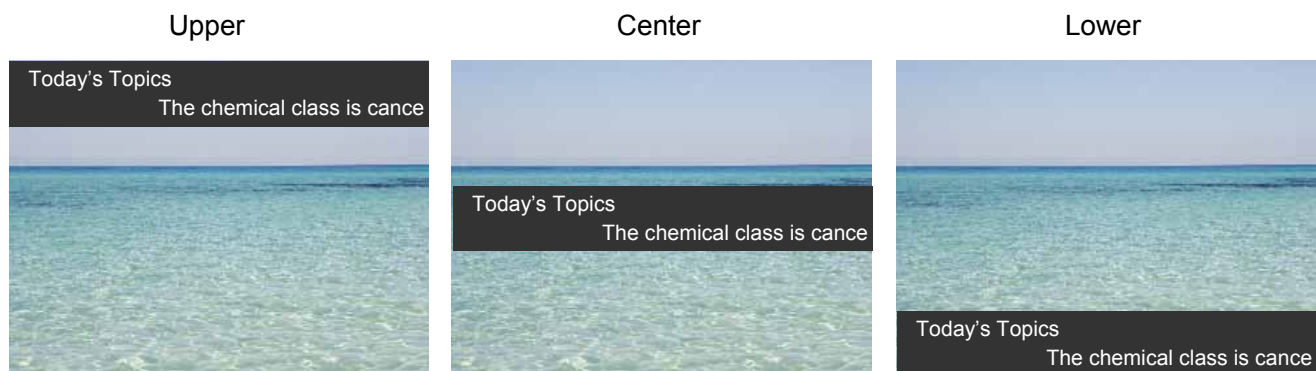 Upper
Center
Lower
Today's Topics
The chemical class is cance
Today's Topics
The chemical class is cance
Today's Topics
The chemical class is cance